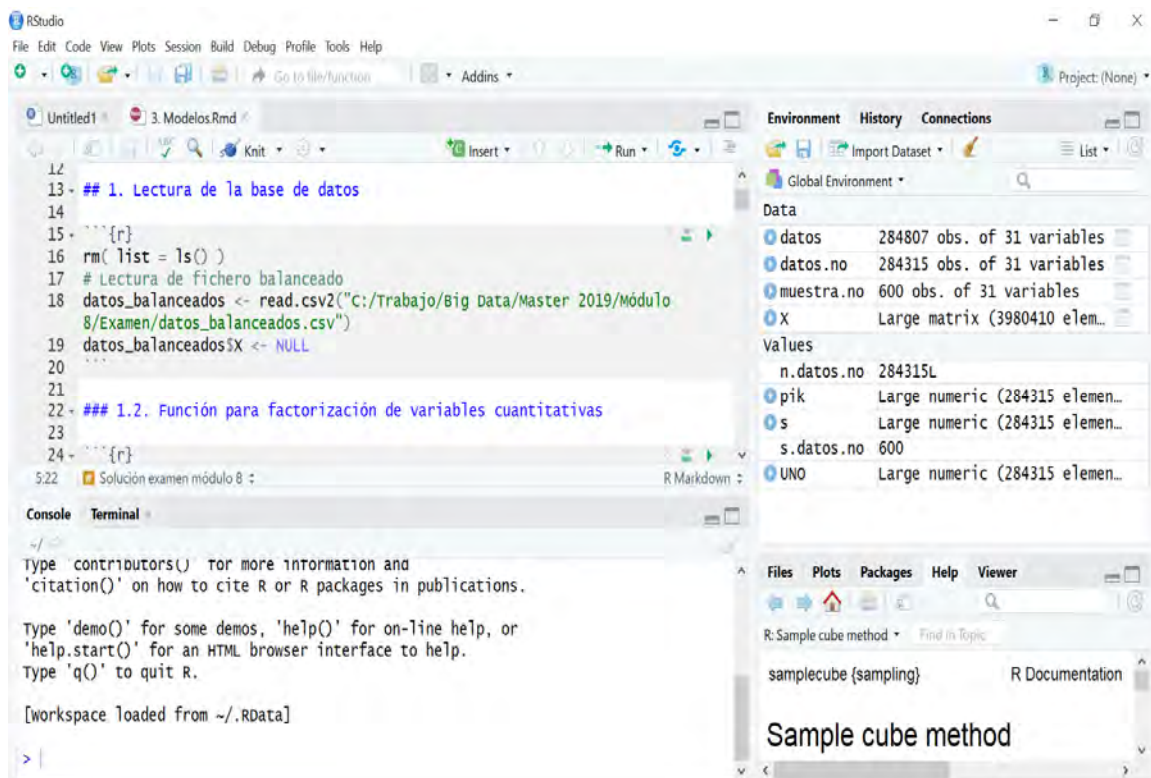 RStudio
File Edit Code View Plots Session Build Debug Profile Tools Help
Go to file/function
Addins
Project: (None)
Untitled1
3. Modelos.Rmd
Knit
Insert
Run
12
13 ## 1. Lectura de la base de datos
14
15 ```{r}
16 rm( list = ls() )
17 # Lectura de fichero balanceado
18 datos_balanceados <- read.csv2("C:/Trabajo/Big Data/Master 2019/Módulo
8/Examen/datos_balanceados.csv")
19 datos_balanceados$X <- NULL
20 ```
21
22 ### 1.2. Función para factorización de variables cuantitativas
23
24 ```{r}
5:22 Solución examen módulo 8 R Markdown
Console Terminal
~/
Type 'contributors()' for more information and
'citation()' on how to cite R or R packages in publications.
Type 'demo()' for some demos, 'help()' for on-line help, or
'help.start()' for an HTML browser interface to help.
Type 'q()' to quit R.
[Workspace loaded from ~/.RData]
>
Environment History Connections
Import Dataset
List
Global Environment
Data
datos 284807 obs. of 31 variables
datos.no 284315 obs. of 31 variables
muestra.no 600 obs. of 31 variables
X Large matrix (3980410 elem…
Values
n.datos.no 284315L
pik Large numeric (284315 elemen…
s Large numeric (284315 elemen…
s.datos.no 600
UNO Large numeric (284315 elemen…
Files Plots Packages Help Viewer
R: Sample cube method Find in Topic
samplecube {sampling} R Documentation
Sample cube method